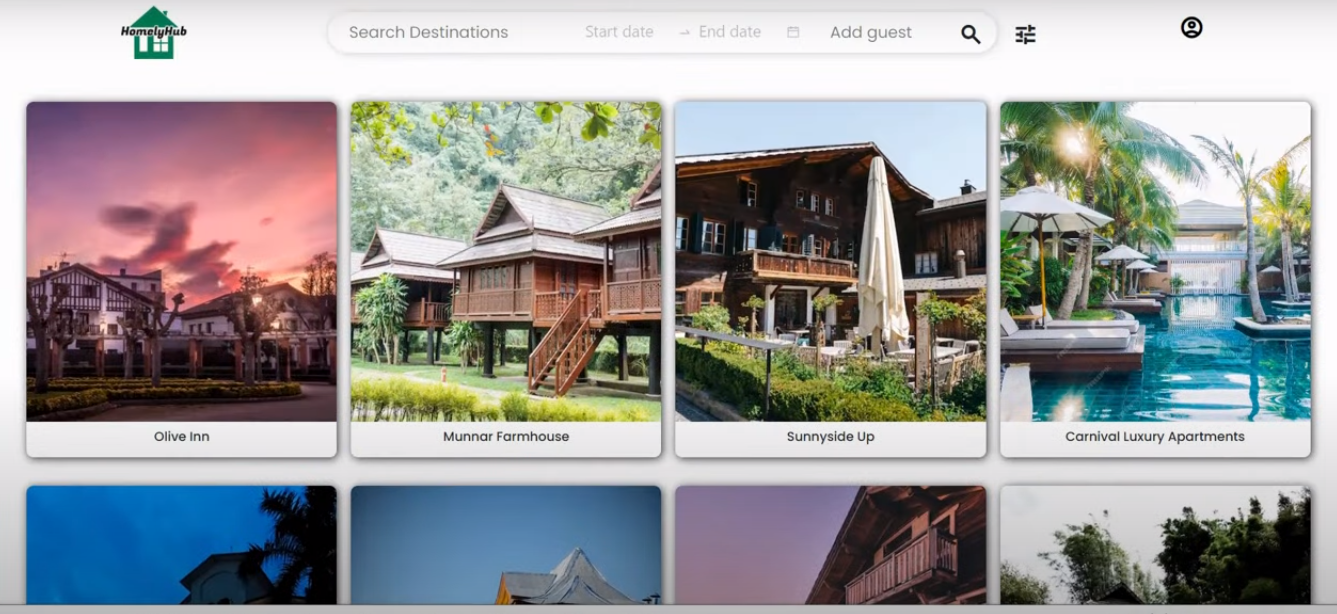 HomelyHub
Search Destinations Start date → End date Add guest
Olive Inn Munnar Farmhouse Sunnyside Up Carnival Luxury Apartments